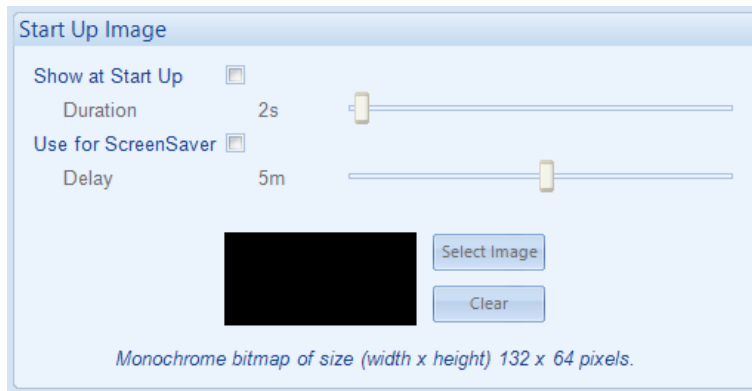 Start Up Image
Show at Start Up
Duration 2s
Use for ScreenSaver
Delay 5m
Select Image
Clear
Monochrome bitmap of size (width x height) 132 x 64 pixels.